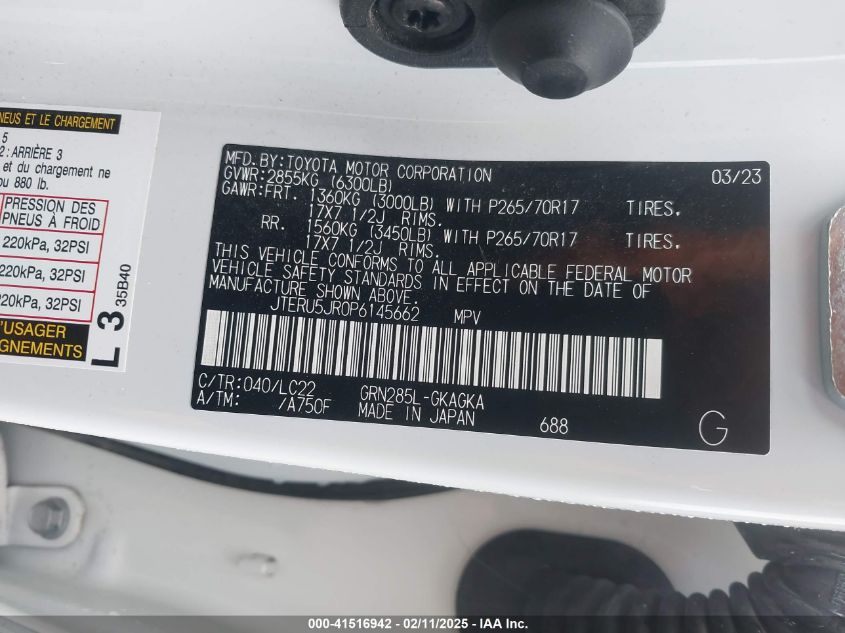 NEUS ET LE CHARGEMENT
5
2 : ARRIÈRE 3
et du chargement ne
ou 880 lb.
PRESSION DES
PNEUS À FROID
220kPa, 32PSI
220kPa, 32PSI
220kPa, 32PSI
'USAGER
GNEMENTS
L 3 35B40
MFD.BY:TOYOTA MOTOR CORPORATION 03/23
GVWR:2855KG (6300LB)
GAWR:FRT. 1360KG (3000LB) WITH P265/70R17 TIRES.
17X7 1/2J RIMS.
RR. 1560KG (3450LB) WITH P265/70R17 TIRES.
17X7 1/2J RIMS.
THIS VEHICLE CONFORMS TO ALL APPLICABLE FEDERAL MOTOR
VEHICLE SAFETY STANDARDS IN EFFECT ON THE DATE OF
MANUFACTURE SHOWN ABOVE.
JTERU5JR0P6145662 MPV
C/TR:040/LC22 GRN285L-GKAGKA
A/TM: /A750F MADE IN JAPAN 688
G
000-41516942 - 02/11/2025 - IAA Inc.